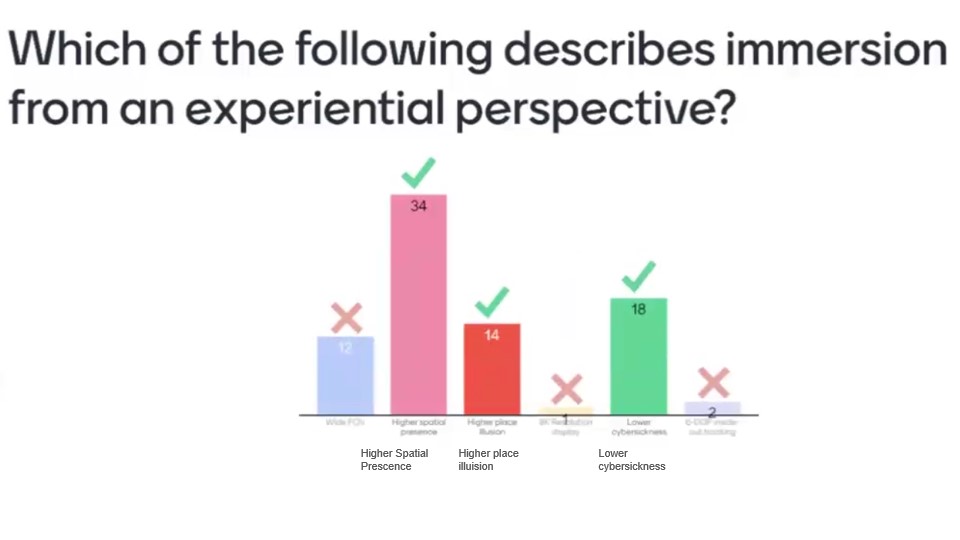 Which of the following describes immersion
from an experiential perspective?
34
12
14
1
18
2
Wide FOV
Higher spatial
presence
Higher place
illusion
8K Resolution
display
Lower
cybersickness
6-DOF inside-
out tracking
Higher Spatial
Prescence
Higher place
illuision
Lower
cybersickness